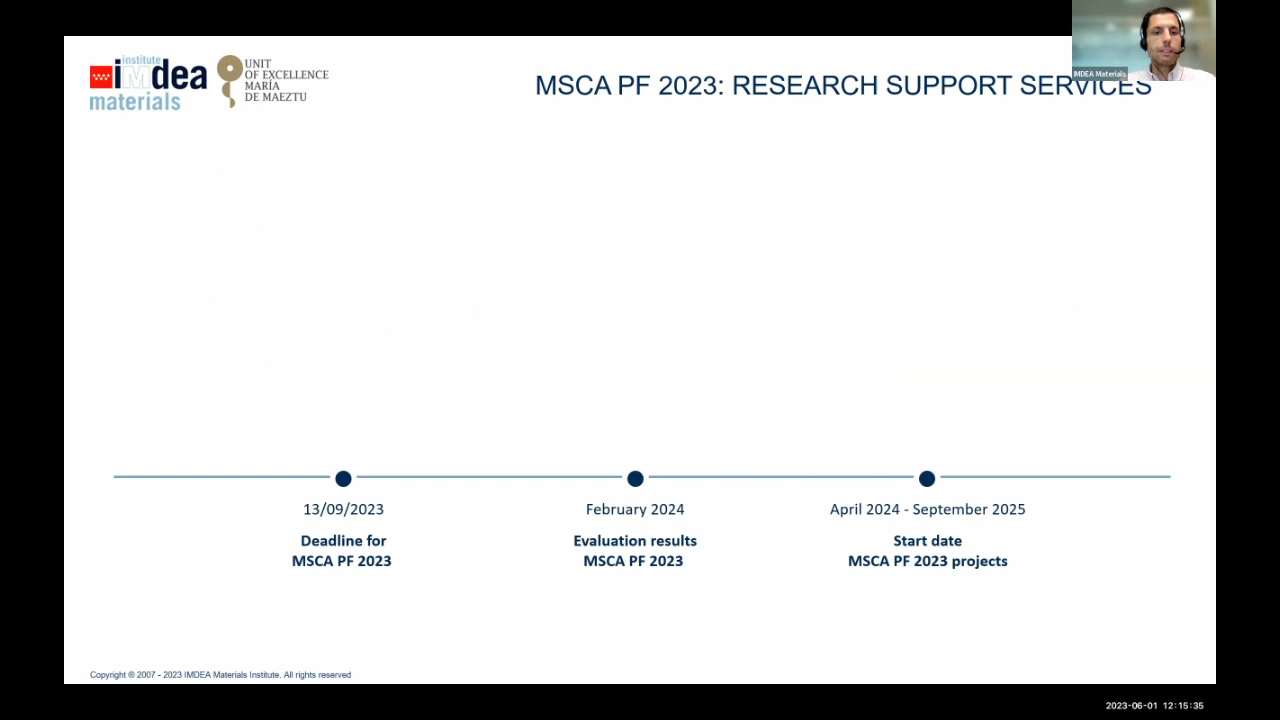 institute
iMdea
materials
UNIT
OF EXCELLENCE
MARÍA
DE MAEZTU
MSCA PF 2023: RESEARCH SUPPORT SERVICES
IMDEA Materials
13/09/2023
Deadline for
MSCA PF 2023
February 2024
Evaluation results
MSCA PF 2023
April 2024 - September 2025
Start date
MSCA PF 2023 projects
Copyright ® 2007 - 2023 IMDEA Materials Institute. All rights reserved
2023-06-01 12:15:35